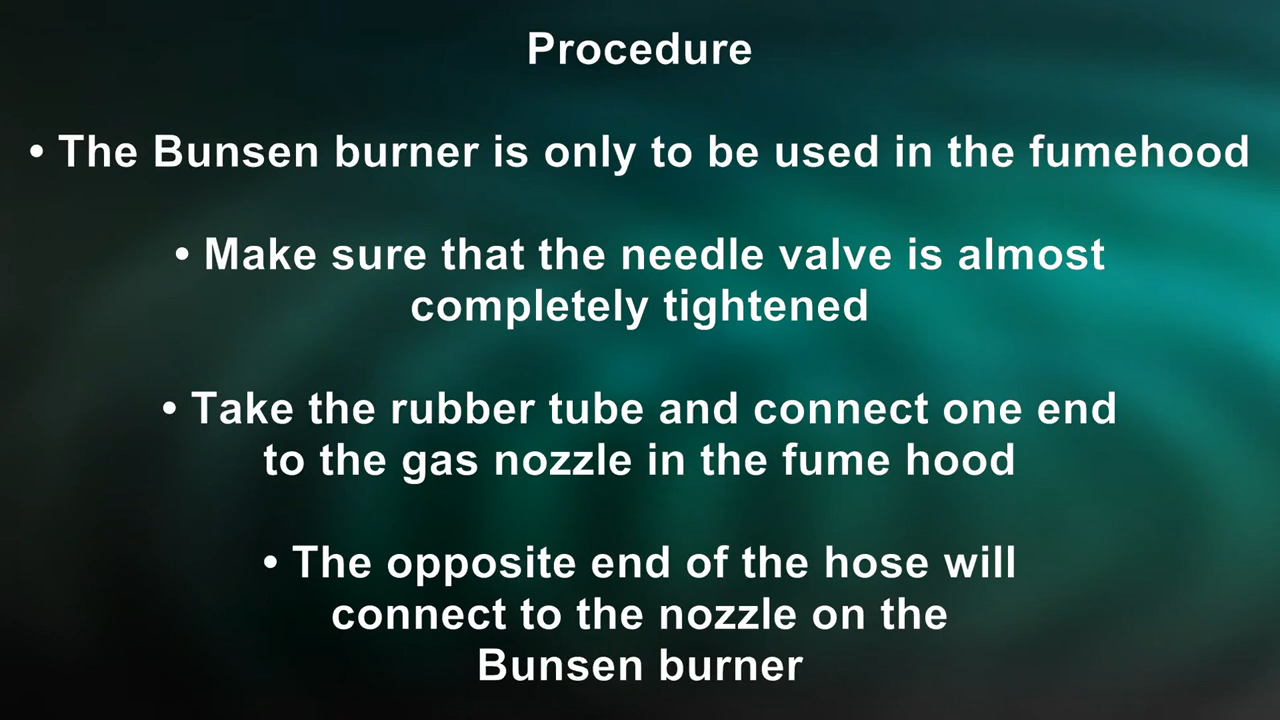 Procedure
• The Bunsen burner is only to be used in the fumehood
• Make sure that the needle valve is almost
completely tightened
• Take the rubber tube and connect one end
to the gas nozzle in the fume hood
• The opposite end of the hose will
connect to the nozzle on the
Bunsen burner